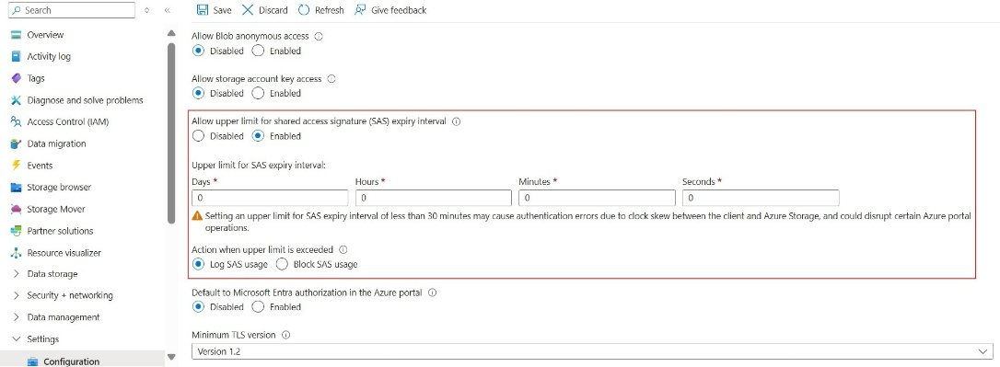 Search
Save Discard Refresh Give feedback
Overview
Activity log
Tags
Diagnose and solve problems
Access Control (IAM)
Data migration
Events
Storage browser
Storage Mover
Partner solutions
Resource visualizer
Data storage
Security + networking
Data management
Settings
Configuration
Allow Blob anonymous access
Disabled Enabled
Allow storage account key access
Disabled Enabled
Allow upper limit for shared access signature (SAS) expiry interval
Disabled Enabled
Upper limit for SAS expiry interval:
Days * Hours * Minutes * Seconds *
0 0 0 0
Setting an upper limit for SAS expiry interval of less than 30 minutes may cause authentication errors due to clock skew between the client and Azure Storage, and could disrupt certain Azure portal
operations.
Action when upper limit is exceeded
Log SAS usage Block SAS usage
Default to Microsoft Entra authorization in the Azure portal
Disabled Enabled
Minimum TLS version
Version 1.2